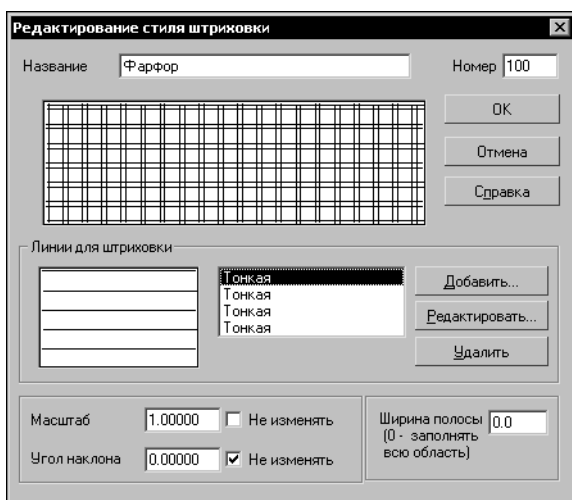 Редактирование стиля штриховки
Название Фарфор Номер 100
OK
Отмена
Справка
Линии для штриховки
Тонкая
Тонкая
Тонкая
Тонкая
Добавить...
Редактировать...
Удалить
Масштаб 1.00000 Не изменять
Угол наклона 0.00000 Не изменять
Ширина полосы 0.0
(0 - заполнять
всю область)